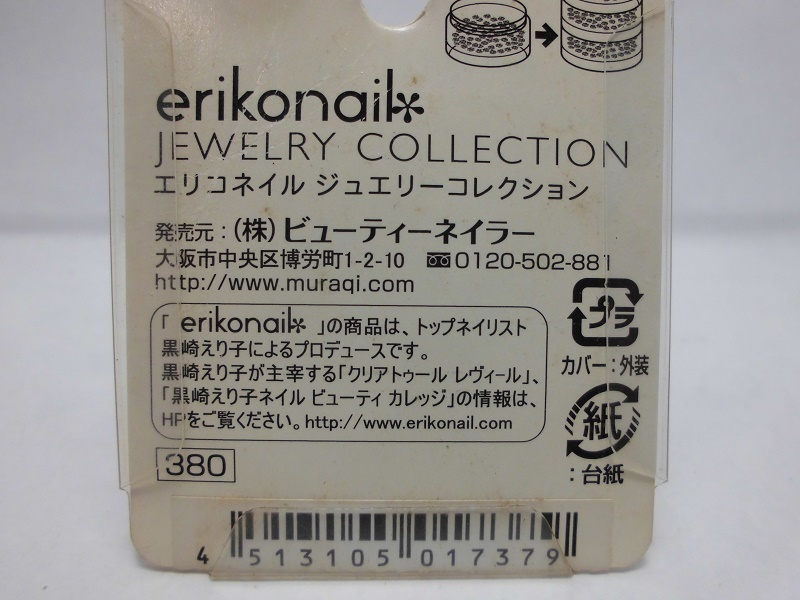 erikonail
JEWELRY COLLECTION
エリコネイル ジュエリーコレクション
発売元：(株)ビューティーネイラー
大阪市中央区博労町1-2-10 0120-502-881
http://www.muraqi.com
「erikonail」の商品は、トップネイリスト
黒崎えり子によるプロデュースです。
黒崎えり子が主宰する「クリアトゥール レヴィール」、
「黒崎えり子ネイル ビューティ カレッジ」の情報は、
HPをご覧ください。http://www.erikonail.com
プラ
カバー：外装
紙
：台紙
380
4 513105 017379